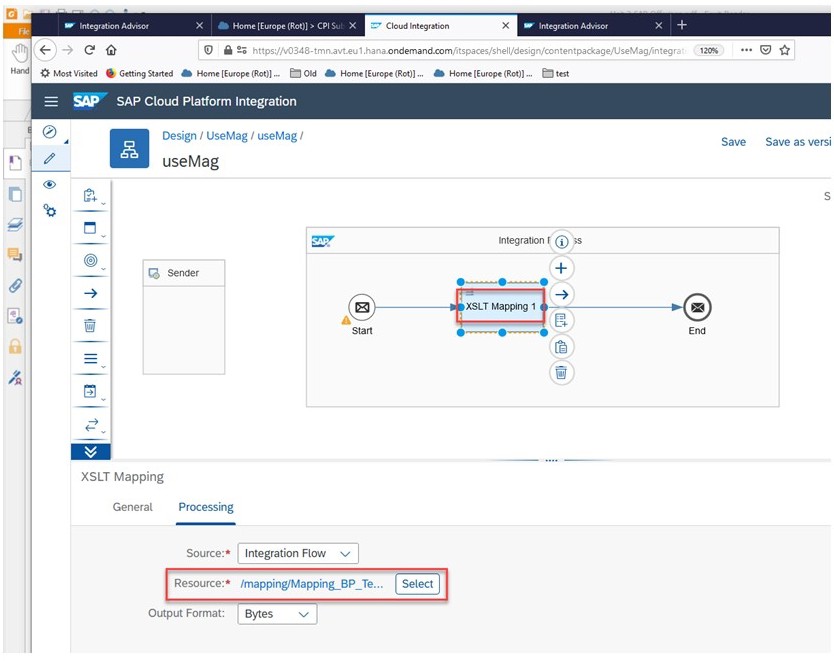 File
Hand
Integration Advisor
Home [Europe (Rot)] > CPI Sub
Cloud Integration
Integration Advisor
https://v0348-tmn.avt.eu1.hana.ondemand.com/itspaces/shell/design/contentpackage/UseMag/integrat
120%
Most Visited
Getting Started
Home [Europe (Rot)] ...
Old
Home [Europe (Rot)] ...
Home [Europe (Rot)] ...
test
SAP
SAP Cloud Platform Integration
Design / UseMag / useMag /
useMag
Save
Save as versi
S
SAP
Integration P
ss
Sender
XSLT Mapping 1
Start
End
XSLT Mapping
General
Processing
Source:*
Integration Flow
Resource:*
/mapping/Mapping_BP_Te...
Select
Output Format:
Bytes